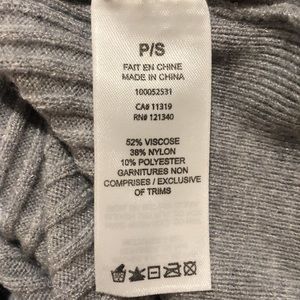 P/S
FAIT EN CHINE
MADE IN CHINA
100052531
CA# 11319
RN# 121340
52% VISCOSE
38% NYLON
10% POLYESTER
GARNITURES NON
COMPRISES / EXCLUSIVE
OF TRIMS